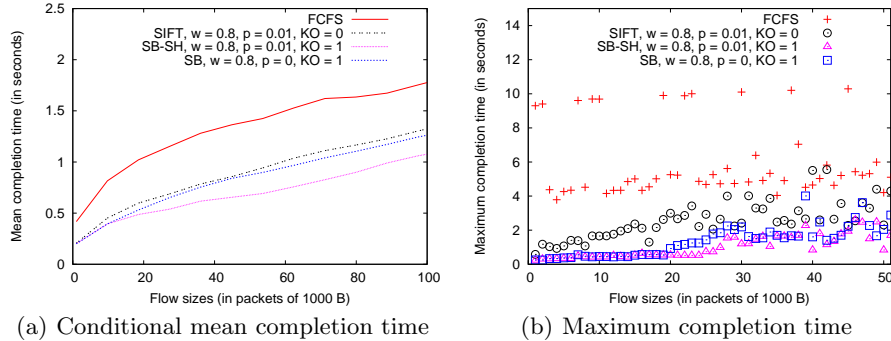 Mean completion time (in seconds)
2.5
2
1.5
1
0.5
0
0 20 40 60 80 100
Flow sizes (in packets of 1000 B)
FCFS
SIFT, w = 0.8, p = 0.01, KO = 0
SB-SH, w = 0.8, p = 0.01, KO = 1
SB, w = 0.8, p = 0, KO = 1
(a) Conditional mean completion time
Maximum completion time (in seconds)
14
12
10
8
6
4
2
0
0 10 20 30 40 50
Flow sizes (in packets of 1000 B)
FCFS
SIFT, w = 0.8, p = 0.01, KO = 0
SB-SH, w = 0.8, p = 0.01, KO = 1
SB, w = 0.8, p = 0, KO = 1
(b) Maximum completion time